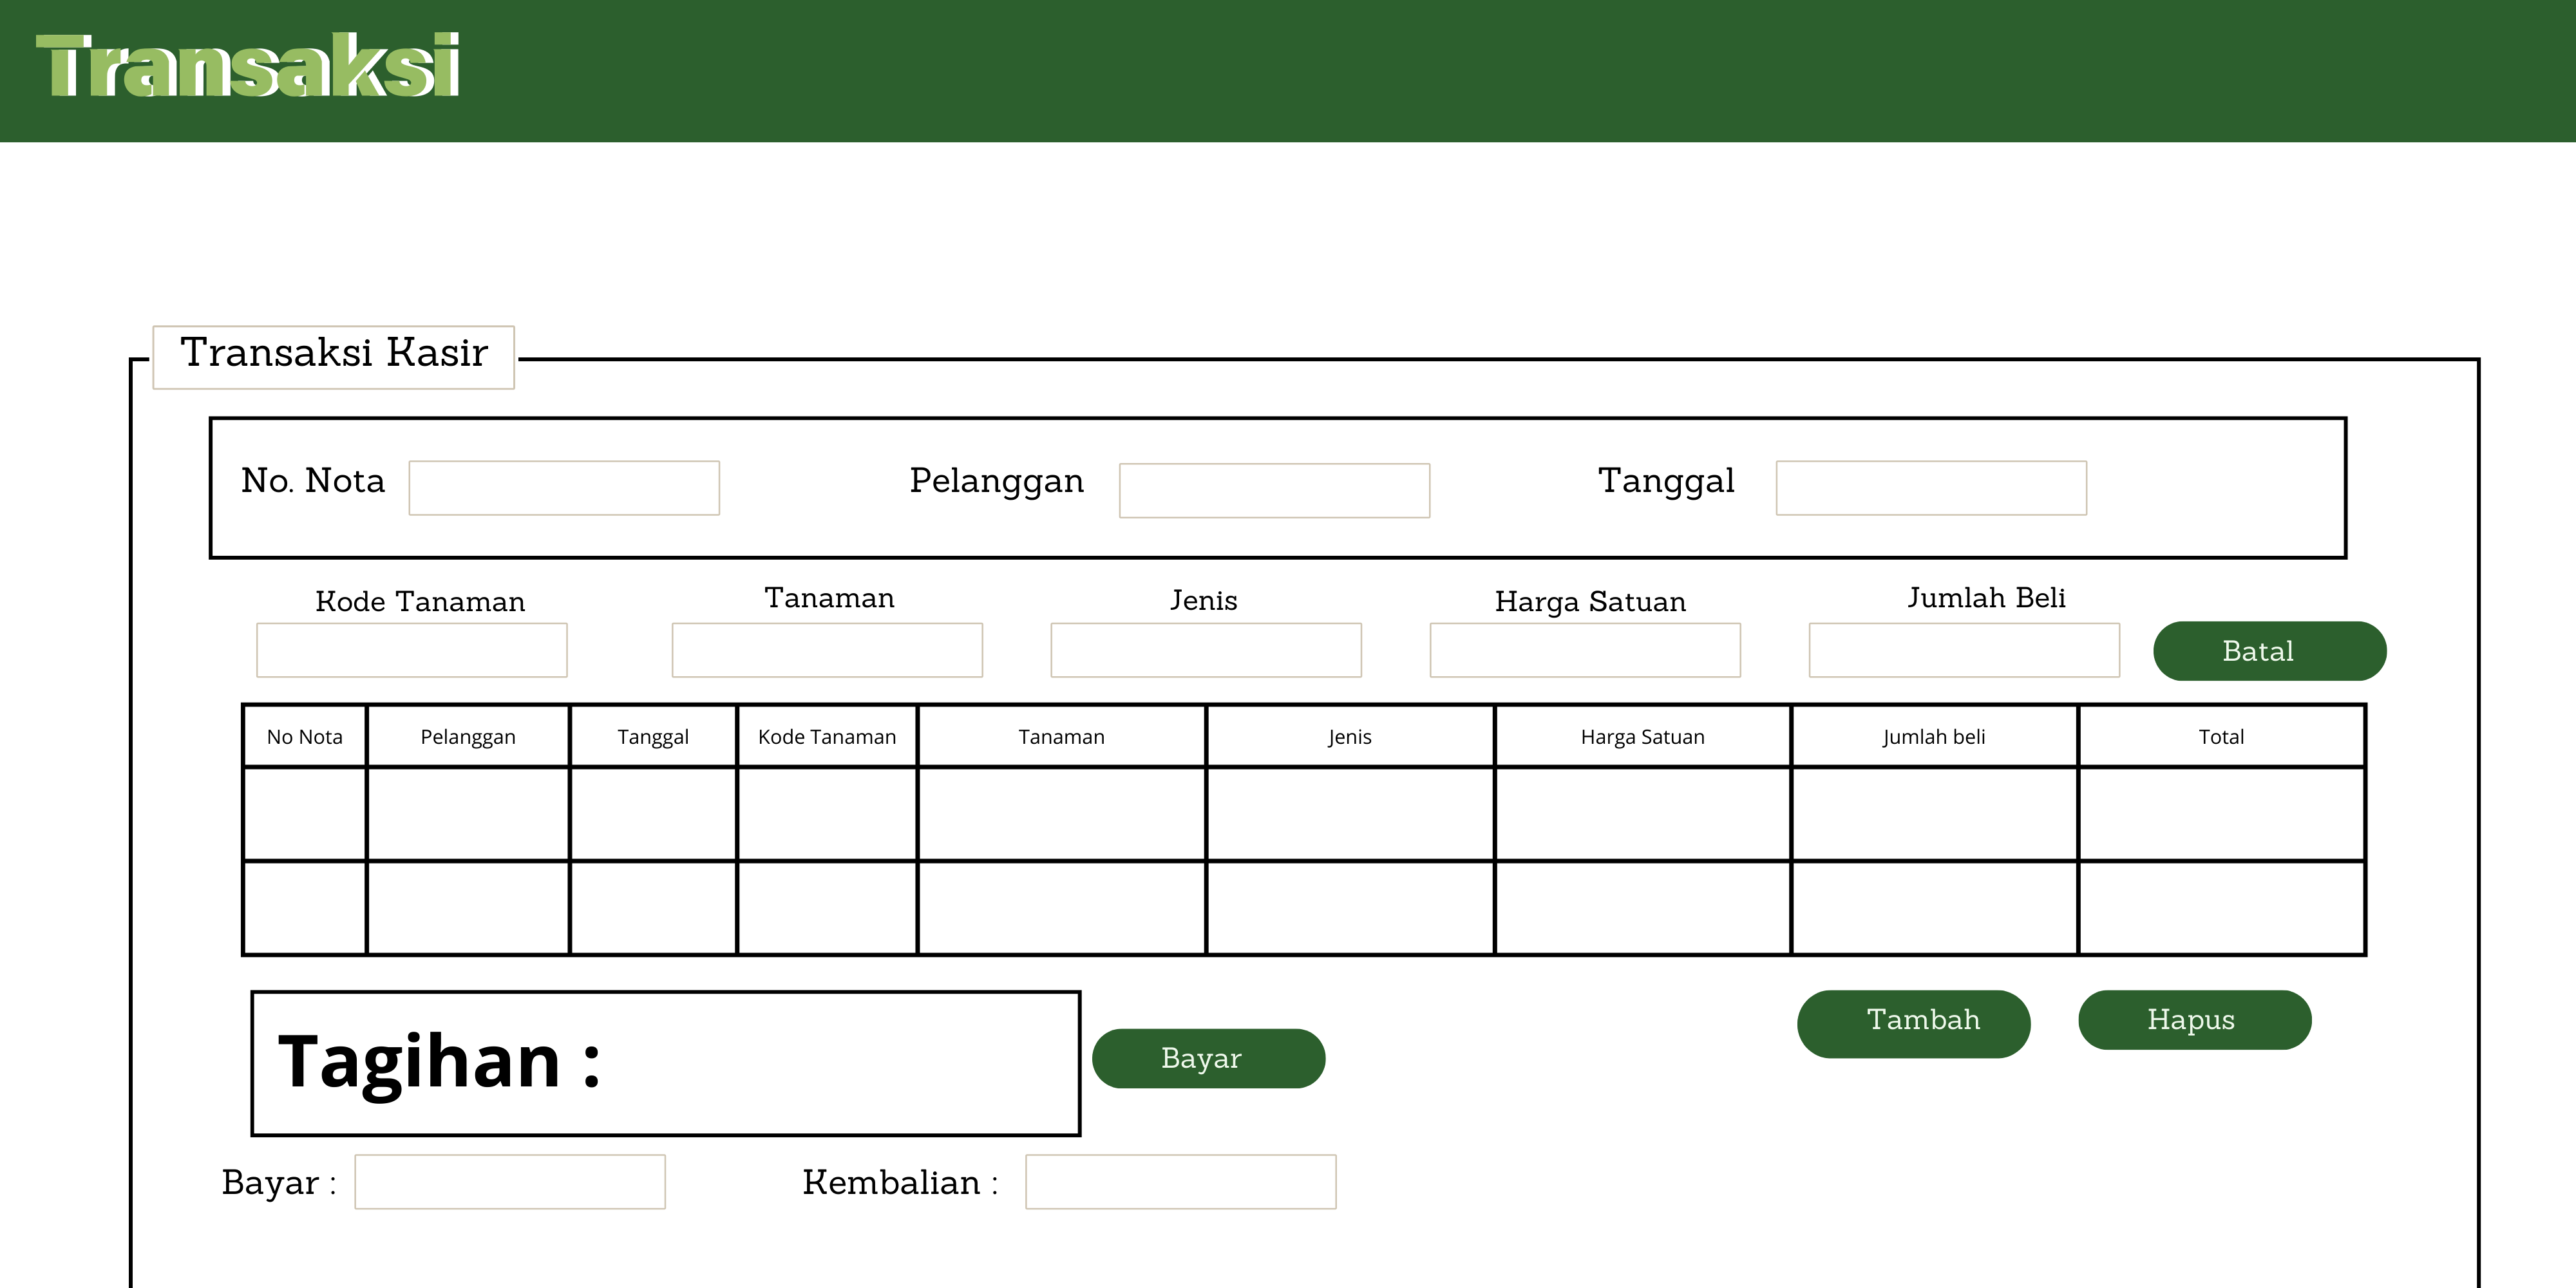 Transaksi
Transaksi Kasir
No. Nota Pelanggan Tanggal
Kode Tanaman Tanaman Jenis Harga Satuan Jumlah Beli
Batal
No Nota Pelanggan Tanggal Kode Tanaman Tanaman Jenis Harga Satuan Jumlah beli Total
Tagihan :
Bayar
Tambah Hapus
Bayar : Kembalian :